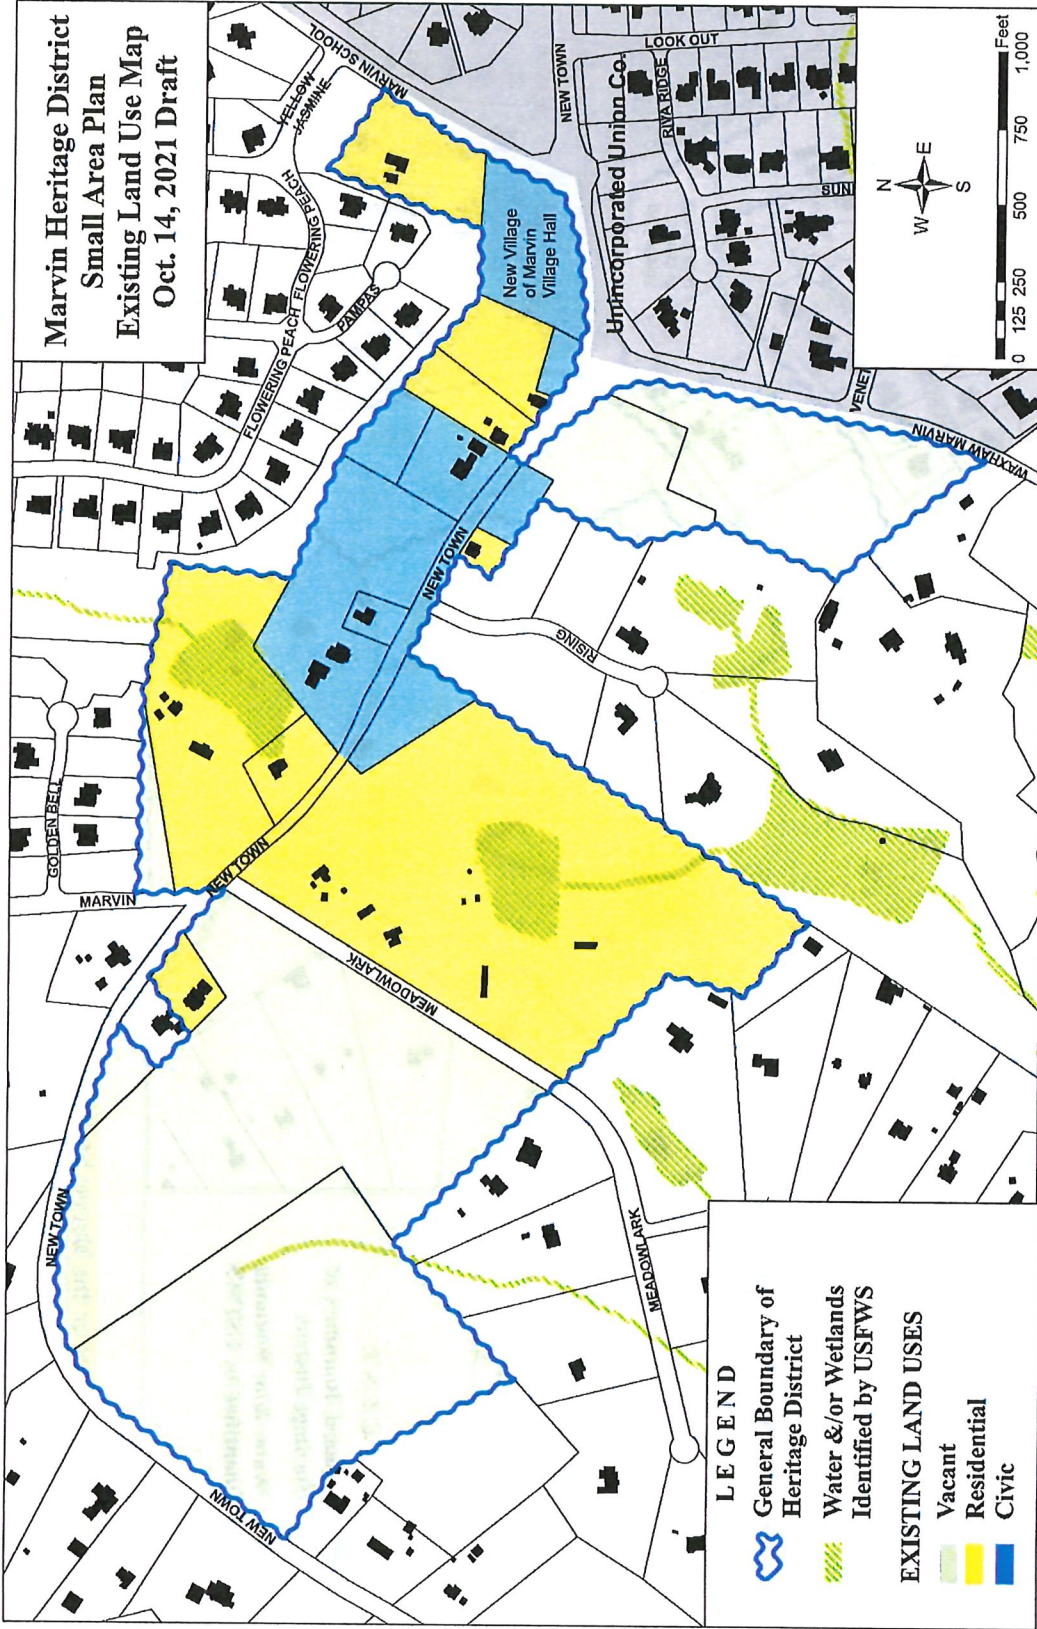 Marvin Heritage District
Small Area Plan
Existing Land Use Map
Oct. 14, 2021 Draft
MARVIN SCHOOL
YELLOW
JASMINE
FLOWERING PEACH
FLOWERING PEACH
PAMPAS
GOLDEN BELL
MARVIN
NEW TOWN
NEW TOWN
NEW TOWN
NEW TOWN
NEW TOWN
LOOK OUT
RIVA RIDGE
Unincorporated Union Co.
SUN
New Village
of Marvin
Village Hall
VENET
WAXHAW MARVIN
RISING
MEADOWLARK
MEADOWLARK
N
W E
S
0 125 250 500 750 1,000
Feet
LEGEND
General Boundary of
Heritage District
Water &/or Wetlands
Identified by USFWS
EXISTING LAND USES
Vacant
Residential
Civic